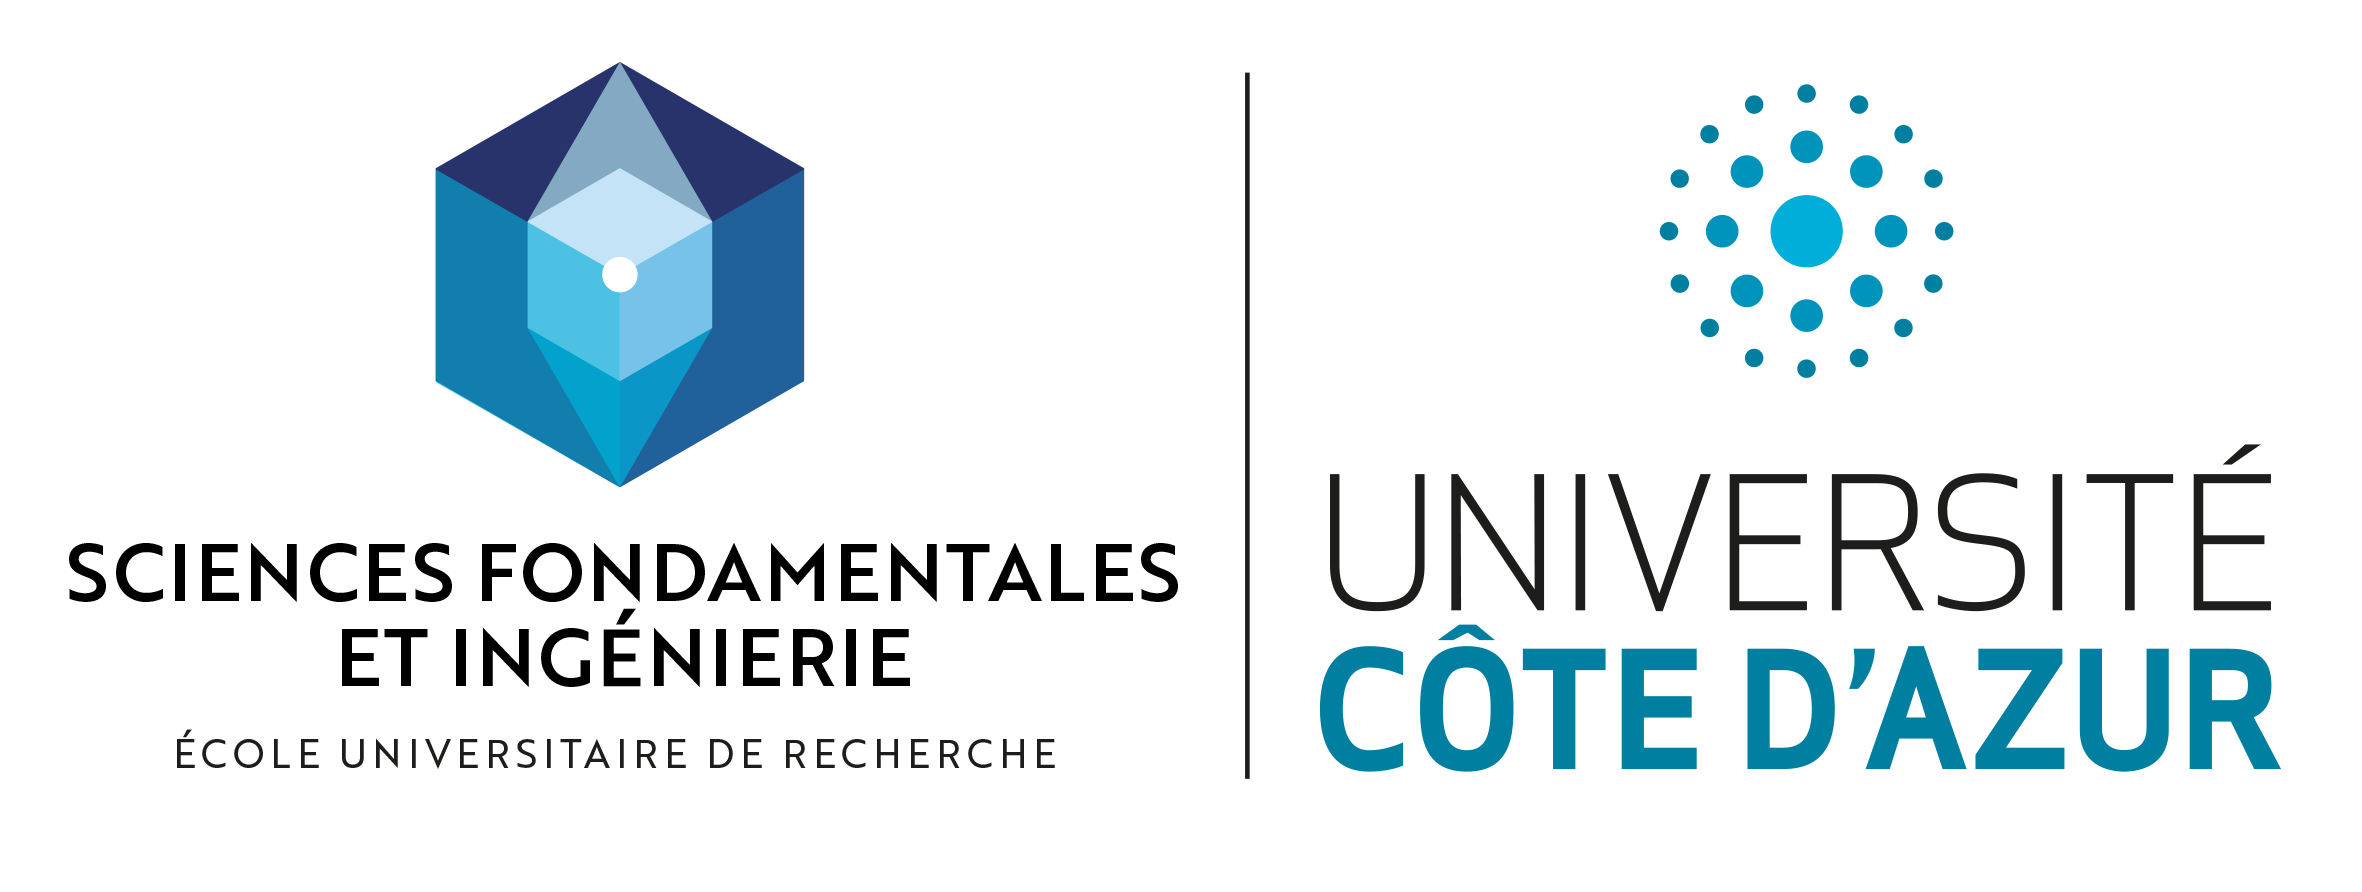 SCIENCES FONDAMENTALES
ET INGÉNIERIE
ÉCOLE UNIVERSITAIRE DE RECHERCHE
UNIVERSITÉ
CÔTE D’AZUR